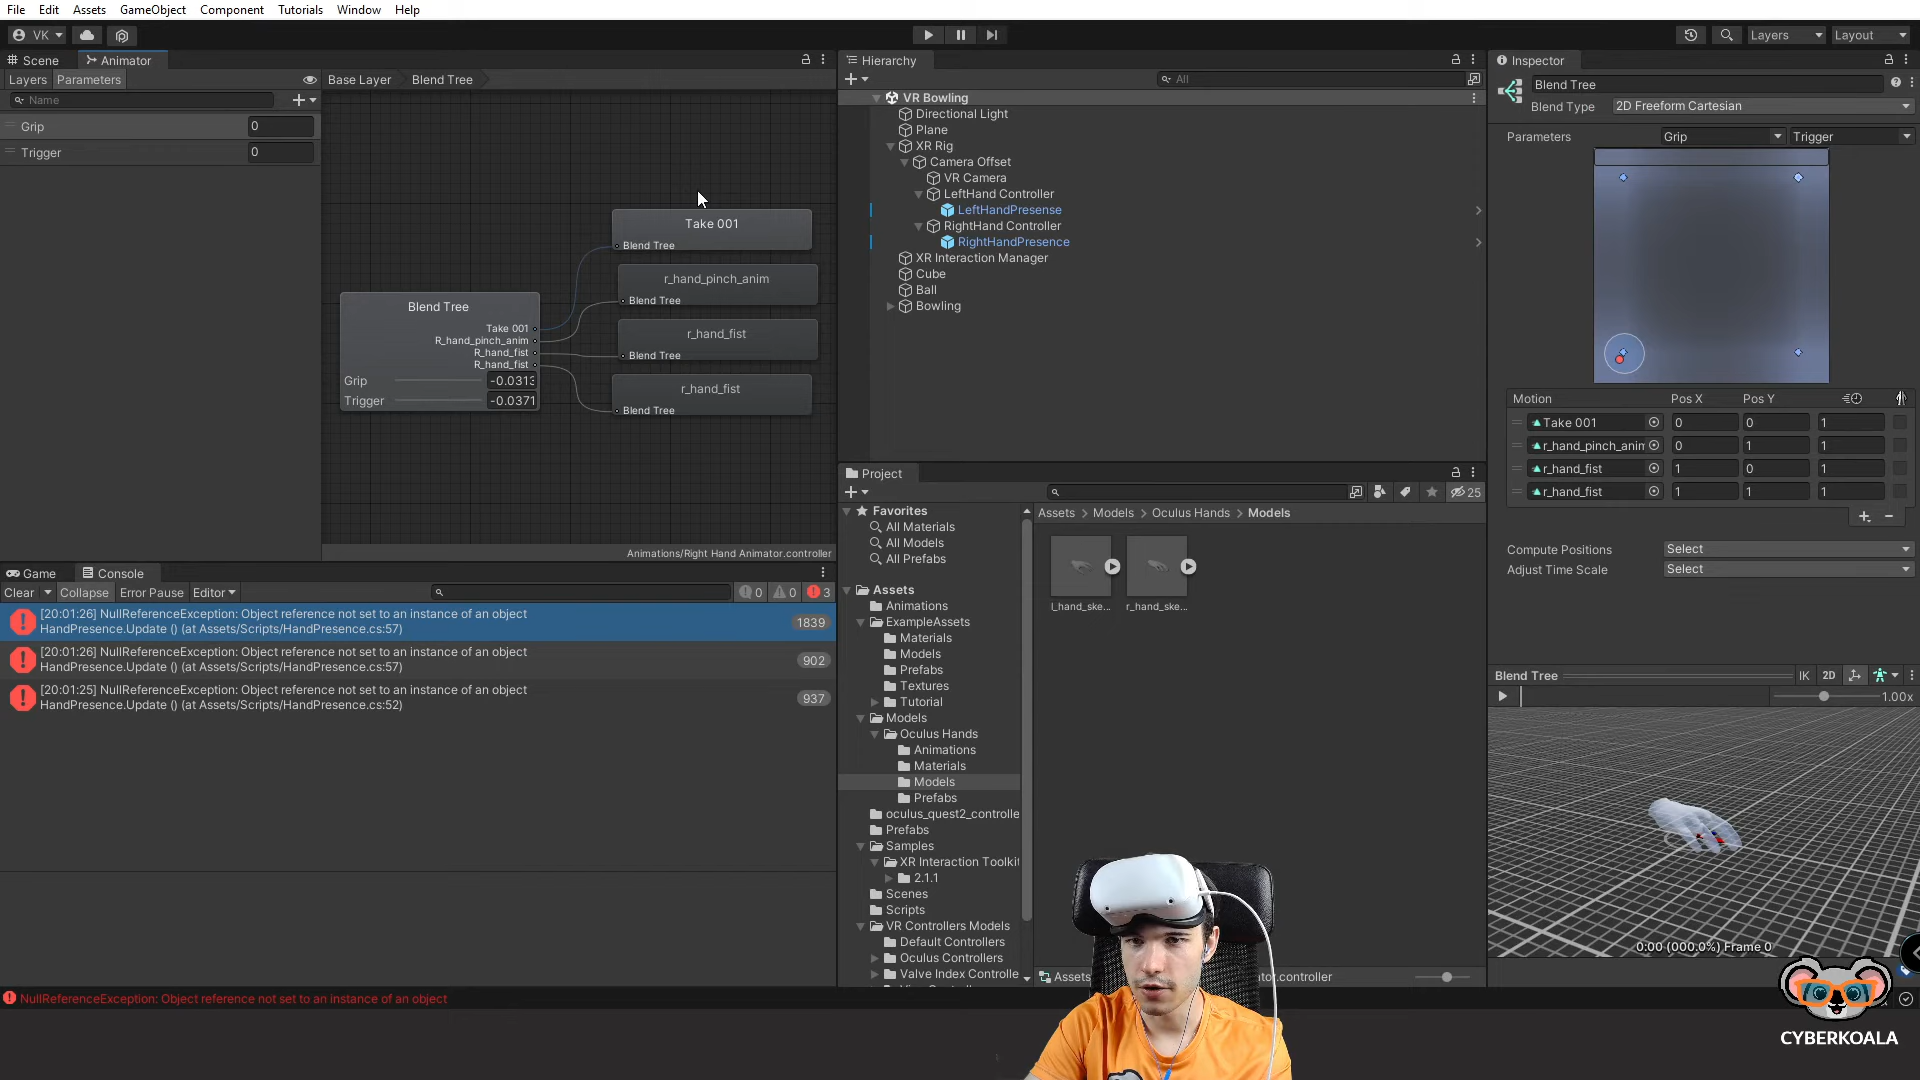 File Edit Assets GameObject Component Tutorials Window Help
VK
Layers Layout
Scene Animator
Layers Parameters
Base Layer Blend Tree
Name
Grip 0
Trigger 0
Take 001
Blend Tree
r_hand_pinch_anim
Blend Tree
r_hand_fist
Blend Tree
r_hand_fist
Blend Tree
Blend Tree
Take 001
R_hand_pinch_anim
R_hand_fist
R_hand_fist
Grip -0.0313
Trigger -0.0371
Animations/Right Hand Animator.controller
Hierarchy
All
VR Bowling
Directional Light
Plane
XR Rig
Camera Offset
VR Camera
LeftHand Controller
LeftHandPresense
RightHand Controller
RightHandPresence
XR Interaction Manager
Cube
Ball
Bowling
Inspector
Blend Tree
Blend Type 2D Freeform Cartesian
Parameters Grip Trigger
Motion Pos X Pos Y
Take 001 0 0 1
r_hand_pinch_anim 0 1 1
r_hand_fist 1 0 1
r_hand_fist 1 1 1
Compute Positions Select
Adjust Time Scale Select
Blend Tree IK 2D
1.00x
0:00 (000.0%) Frame 0
Game Console
Clear Collapse Error Pause Editor 0 0 3
[20:01:26] NullReferenceException: Object reference not set to an instance of an object
HandPresence.Update () (at Assets/Scripts/HandPresence.cs:57)
1839
[20:01:26] NullReferenceException: Object reference not set to an instance of an object
HandPresence.Update () (at Assets/Scripts/HandPresence.cs:57)
902
[20:01:25] NullReferenceException: Object reference not set to an instance of an object
HandPresence.Update () (at Assets/Scripts/HandPresence.cs:52)
937
NullReferenceException: Object reference not set to an instance of an object
Project
25
Favorites
All Materials
All Models
All Prefabs
Assets
Animations
ExampleAssets
Materials
Models
Prefabs
Textures
Tutorial
Models
Oculus Hands
Animations
Materials
Models
Prefabs
oculus_quest2_controlle
Prefabs
Samples
XR Interaction Toolkit
2.1.1
Scenes
Scripts
VR Controllers Models
Default Controllers
Oculus Controllers
Valve Index Controlle
Assets > Models > Oculus Hands > Models
l_hand_ske...
r_hand_ske...
Assets
ator.controller
CYBERKOALA